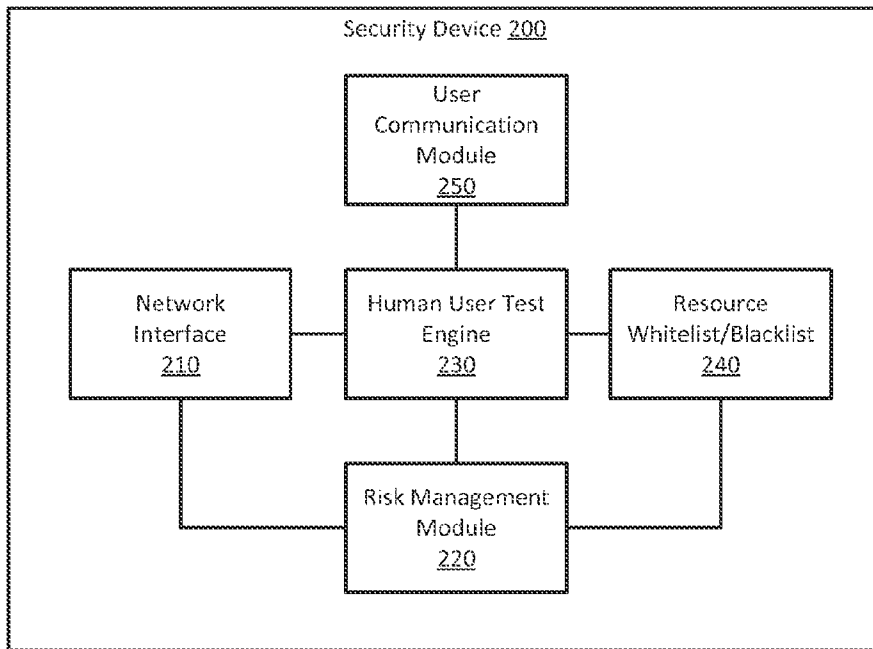 Security Device 200
User
Communication
Module
250
Network
Interface
210
Human User Test
Engine
230
Resource
Whitelist/Blacklist
240
Risk Management
Module
220